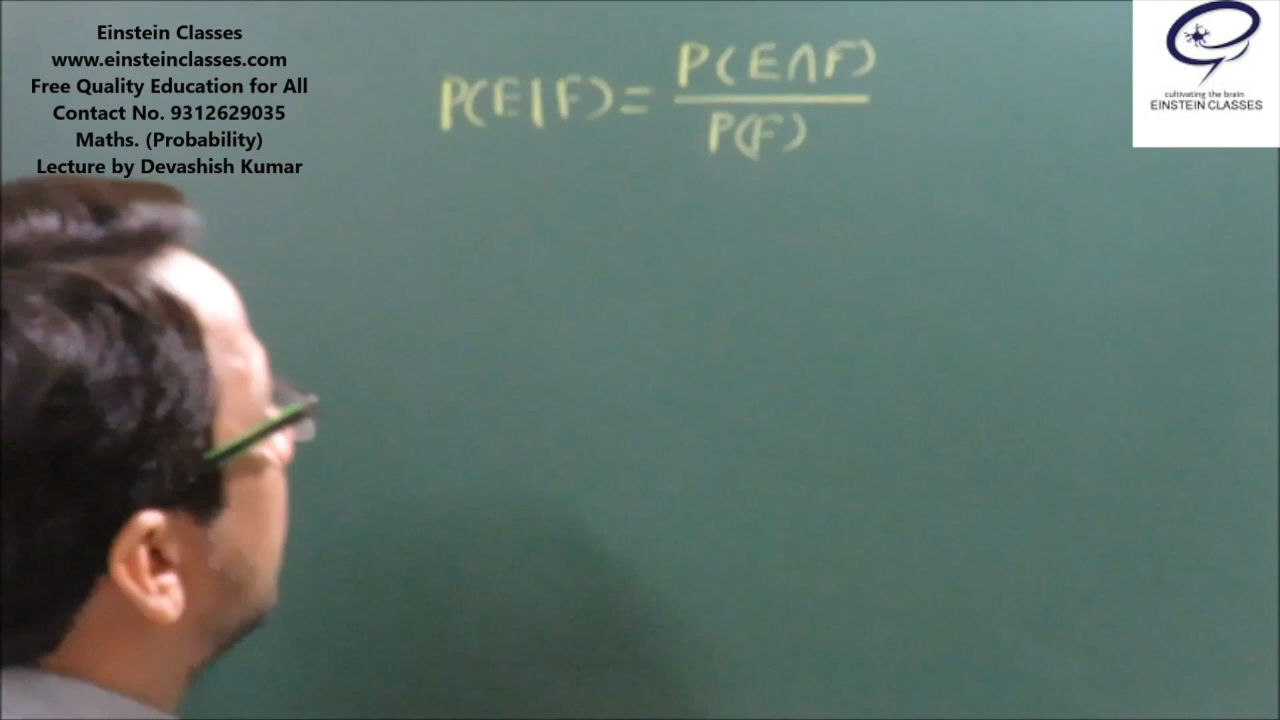 Einstein Classes
www.einsteinclasses.com
Free Quality Education for All
Contact No. 9312629035
Maths. (Probability)
Lecture by Devashish Kumar
P(E|F) = P(E∩F)
P(F)
cultivating the brain
EINSTEIN CLASSES